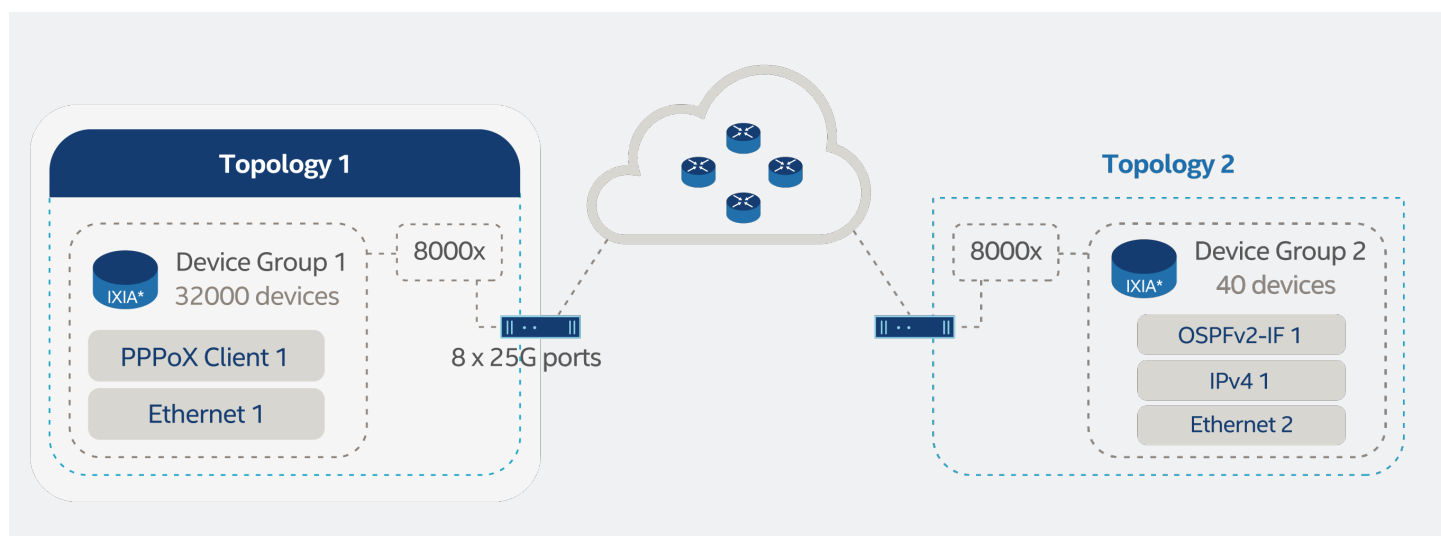 Topology 1
IXIA*
Device Group 1
32000 devices
PPPoX Client 1
Ethernet 1
8000x
8 x 25G ports
Topology 2
8000x
IXIA*
Device Group 2
40 devices
OSPFv2-IF 1
IPv4 1
Ethernet 2